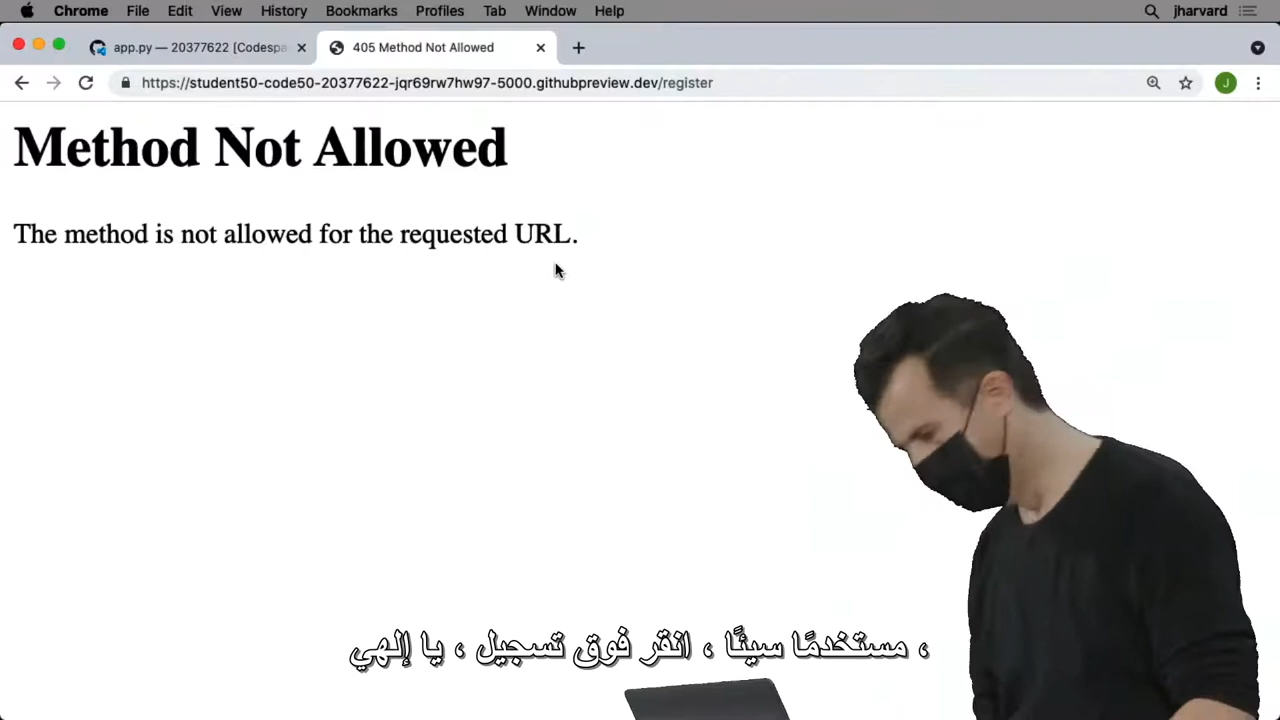 Chrome File Edit View History Bookmarks Profiles Tab Window Help jharvard
app.py — 20377622 [Codespa
405 Method Not Allowed
https://student50-code50-20377622-jqr69rw7hw97-5000.githubpreview.dev/register
J
Method Not Allowed
The method is not allowed for the requested URL.
، مستخدمًا سيئًا ، انقر فوق تسجيل ، يا إلهي